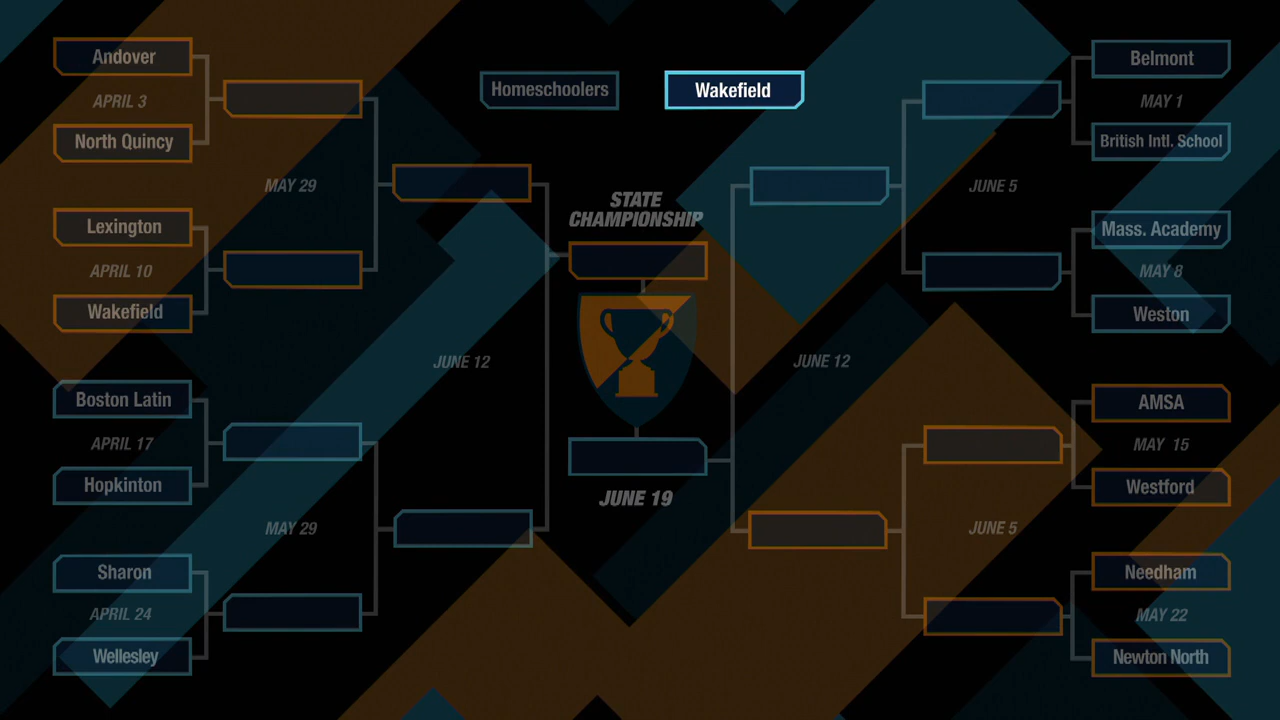 Homeschoolers
Wakefield
Andover
APRIL 3
North Quincy
MAY 29
Lexington
APRIL 10
Wakefield
JUNE 12
Boston Latin
APRIL 17
Hopkinton
MAY 29
Sharon
APRIL 24
Wellesley
STATE
CHAMPIONSHIP
JUNE 19
Belmont
MAY 1
British Intl. School
JUNE 5
Mass. Academy
MAY 8
Weston
JUNE 12
AMSA
MAY 15
Westford
JUNE 5
Needham
MAY 22
Newton North